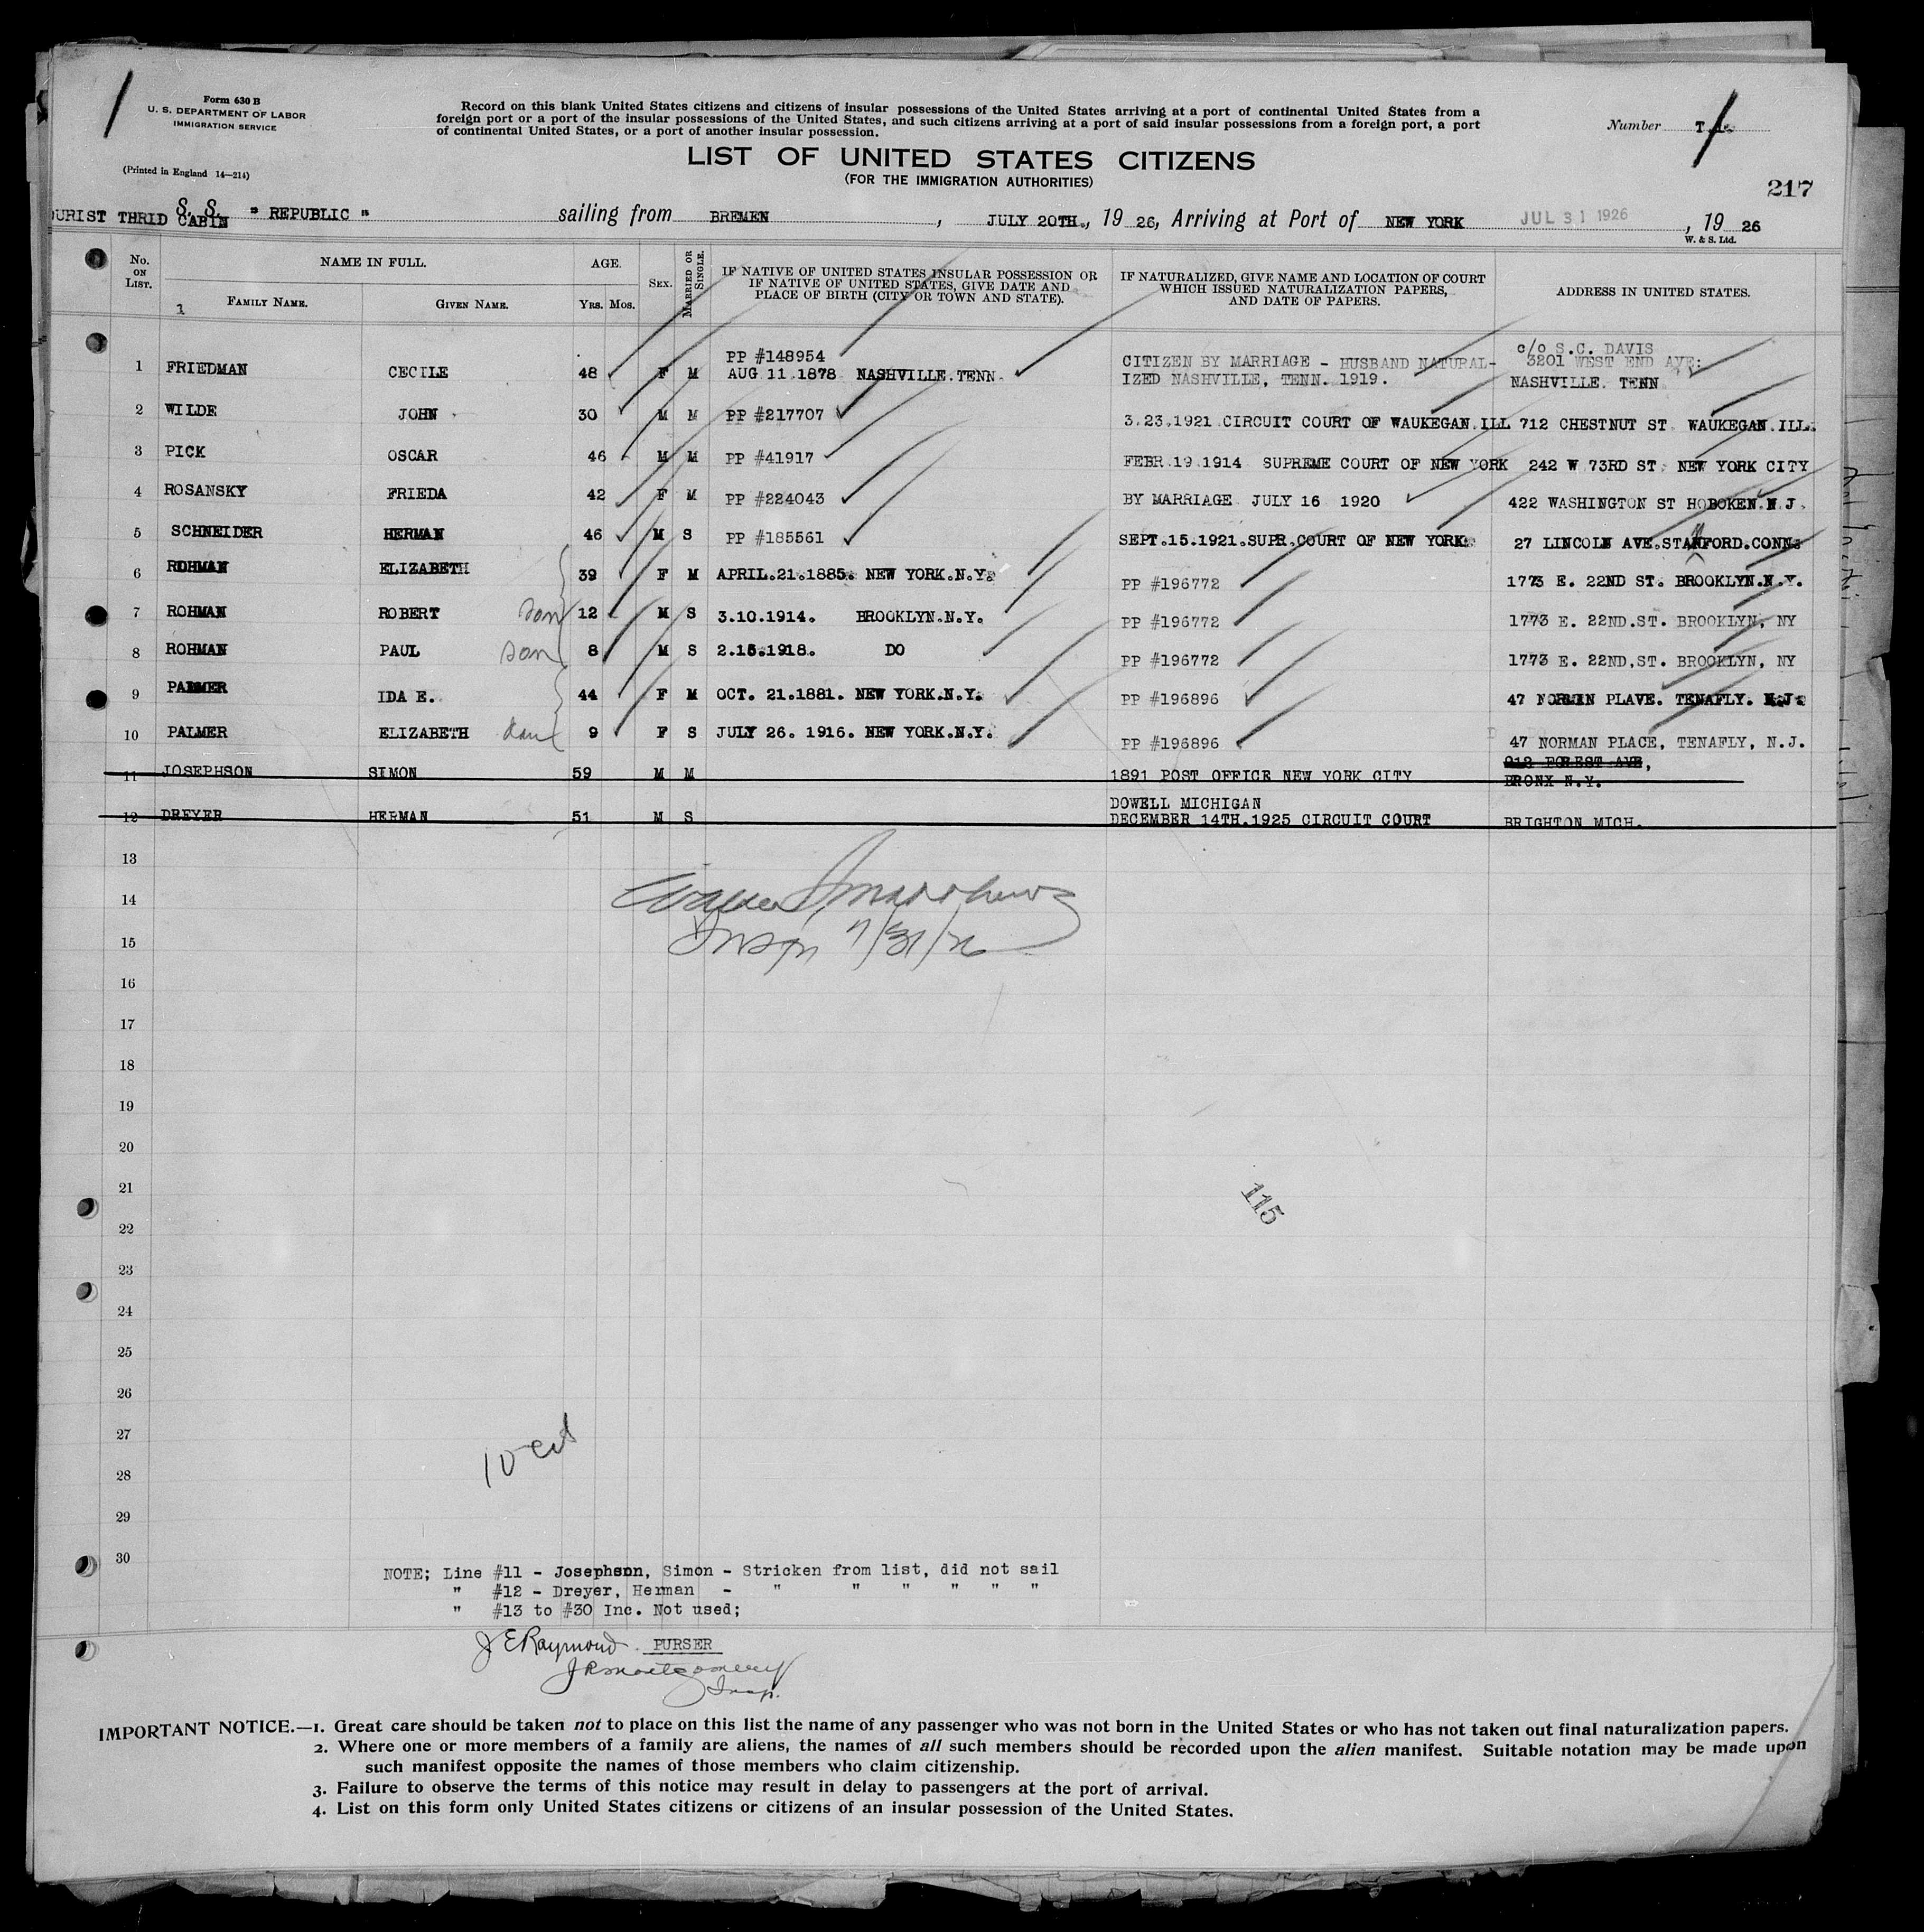 Form 630 B
U. S. DEPARTMENT OF LABOR
IMMIGRATION SERVICE
(Printed in England 14—214)
Record on this blank United States citizens and citizens of insular possessions of the United States arriving at a port of continental United States from a
foreign port or a port of the insular possessions of the United States, and such citizens arriving at a port of said insular possessions from a foreign port, a port
of continental United States, or a port of another insular possession.
Number
LIST OF UNITED STATES CITIZENS
(FOR THE IMMIGRATION AUTHORITIES)
217
OURIST THRID CABIN S. S. " REPUBLIC " sailing from BREMEN , JULY 20TH., 19 26, Arriving at Port of NEW YORK JUL 31 1926 , 19 26
W. & S. Ltd.
No. ON LIST. NAME IN FULL. AGE. SEX. MARRIED OR SINGLE. IF NATIVE OF UNITED STATES INSULAR POSSESSION OR IF NATIVE OF UNITED STATES, GIVE DATE AND PLACE OF BIRTH (CITY OR TOWN AND STATE). IF NATURALIZED, GIVE NAME AND LOCATION OF COURT WHICH ISSUED NATURALIZATION PAPERS, AND DATE OF PAPERS. ADDRESS IN UNITED STATES.
1 FAMILY NAME. GIVEN NAME. Yrs. Mos.
PP #148954 c/o S.C. DAVIS
1 FRIEDMAN CECILE 48 F M AUG 11.1878 NASHVILLE.TENN. CITIZEN BY MARRIAGE - HUSBAND NATURAL- 3201 WEST END AVE:
IZED NASHVILLE, TENN. 1919. NASHVILLE. TENN
2 WILDE JOHN 30 M M PP #217707 3.23.1921 CIRCUIT COURT OF WAUKEGAN.ILL 712 CHESTNUT ST WAUKEGAN.ILL.
3 PICK OSCAR 46 M M PP #41917 FEBR.19.1914 SUPREME COURT OF NEW YORK 242 W 73RD ST. NEW YORK CITY
4 ROSANSKY FRIEDA 42 F M PP #224043 BY MARRIAGE JULY 16 1920 422 WASHINGTON ST HOBOKEN.N.J.
5 SCHNEIDER HERMAN 46 M S PP #185561 SEPT.15.1921.SUPR.COURT OF NEW YORK. 27 LINCOLN AVE.STAMFORD.CONN.
6 ROHMAN ELIZABETH 39 F M APRIL.21.1885. NEW YORK.N.Y. PP #196772 1773 E. 22ND ST. BROOKLYN.N.Y.
7 ROHMAN ROBERT son 12 M S 3.10.1914. BROOKLYN.N.Y. PP #196772 1773 E. 22ND.ST. BROOKLYN, NY
8 ROHMAN PAUL son 8 M S 2.15.1918. DO PP #196772 1773 E. 22ND.ST. BROOKLYN, NY
9 PALMER IDA E. 44 F M OCT. 21.1881. NEW YORK.N.Y. PP #196896 47 NORMAN PLAVE. TENAFLY. N.J.
10 PALMER ELIZABETH dau 9 F S JULY 26. 1916. NEW YORK.N.Y. PP #196896 47 NORMAN PLACE, TENAFLY, N.J.
11 JOSEPHSON SIMON 59 M M 1891 POST OFFICE NEW YORK CITY 918 FOREST AVE,
BRONX N.Y.
DOWELL MICHIGAN
12 DREYER HERMAN 51 M S DECEMBER 14TH.1925 CIRCUIT COURT BRIGHTON MICH.
13
14
Insp 7/31/26
15
16
17
18
19
20
21
115
22
23
24
25
26
27
10 cit
28
29
30
NOTE; Line #11 - Josephson, Simon - Stricken from list, did not sail
" #12 - Dreyer, Herman - " " " " " "
" #13 to #30 Inc. Not used;
J E Raymond PURSER
J R Montgomery
Insp.
IMPORTANT NOTICE.—1. Great care should be taken not to place on this list the name of any passenger who was not born in the United States or who has not taken out final naturalization papers.
2. Where one or more members of a family are aliens, the names of all such members should be recorded upon the alien manifest. Suitable notation may be made upon
such manifest opposite the names of those members who claim citizenship.
3. Failure to observe the terms of this notice may result in delay to passengers at the port of arrival.
4. List on this form only United States citizens or citizens of an insular possession of the United States.